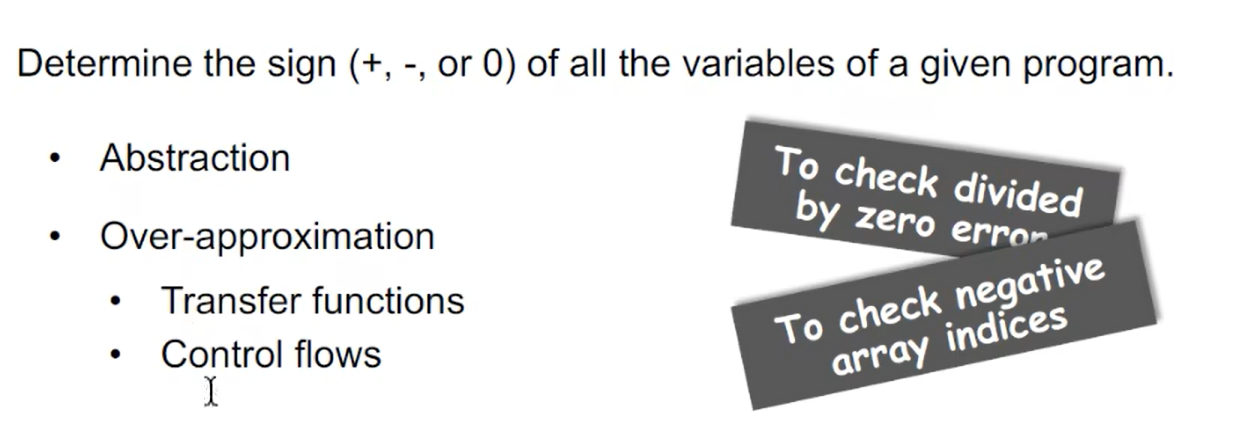 Determine the sign (+, -, or 0) of all the variables of a given program.
• Abstraction
• Over-approximation
• Transfer functions
• Control flows
To check divided
by zero error
To check negative
array indices